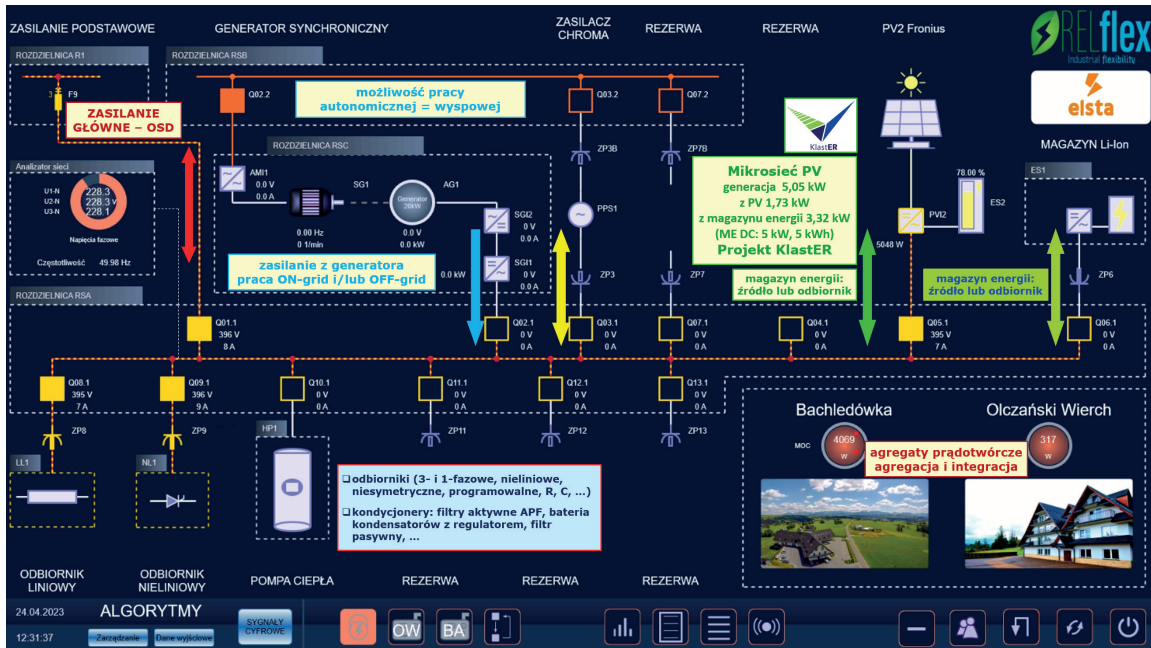 ZASILANIE PODSTAWOWE
GENERATOR SYNCHRONICZNY
ZASILACZ
CHROMA
REZERWA
REZERWA
PV2 Fronius
RELflex
Industrial flexibility
elsta
ROZDZIELNICA R1
ROZDZIELNICA RSB
3
F9
Q02.2
Q03.2
Q07.2
możliwość pracy
autonomicznej = wyspowej
ZASILANIE
GŁÓWNE – OSD
KlastER
MAGAZYN Li-Ion
ROZDZIELNICA RSC
ZP3B
ZP7B
Analizator sieci
U1-N
U2-N
U3-N
228.3
228.3 V
228.1
Napięcia fazowe
Częstotliwość 49.98 Hz
AMI1
0.0 V
0.0 A
SG1
AG1
Generator
20kW
0.00 Hz
0 1/min
0.0 V
0.0 kW
SGI2
0 V
0.0 A
SGI1
0 V
0.0 A
0.0 kW
PPS1
Mikrosieć PV
generacja 5,05 kW
z PV 1,73 kW
z magazynu energii 3,32 kW
(ME DC: 5 kW, 5 kWh)
Projekt KlastER
78.00 %
ES2
PVI2
5048 W
ES1
zasilanie z generatora
praca ON-grid i/lub OFF-grid
ZP3
ZP7
ZP6
magazyn energii:
źródło lub odbiornik
magazyn energii:
źródło lub odbiornik
ROZDZIELNICA RSA
Q01.1
396 V
8 A
Q02.1
0 V
0 A
Q03.1
0 V
0 A
Q07.1
0 V
0 A
Q04.1
0 V
0 A
Q05.1
395 V
7 A
Q06.1
0 V
0 A
Q08.1
395 V
7 A
Q09.1
396 V
9 A
Q10.1
0 V
0 A
Q11.1
0 V
0 A
Q12.1
0 V
0 A
Q13.1
0 V
0 A
ZP8
ZP9
ZP11
ZP12
ZP13
LL1
NL1
HP1
Bachledówka
Olczański Wierch
MOC
4069
W
317
W
agregaty prądotwórcze
agregacja i integracja
❑odbiorniki (3- i 1-fazowe, nieliniowe,
niesymetryczne, programowalne, R, C, ...)
❑kondycjonery: filtry aktywne APF, bateria
kondensatorów z regulatorem, filtr
pasywny, ...
ODBIORNIK
LINIOWY
ODBIORNIK
NIELINIOWY
POMPA CIEPŁA
REZERWA
REZERWA
REZERWA
24.04.2023
12:31:37
ALGORYTMY
Zarządzanie
Dane wyjściowe
SYGNAŁY
CYFROWE
OW
BA